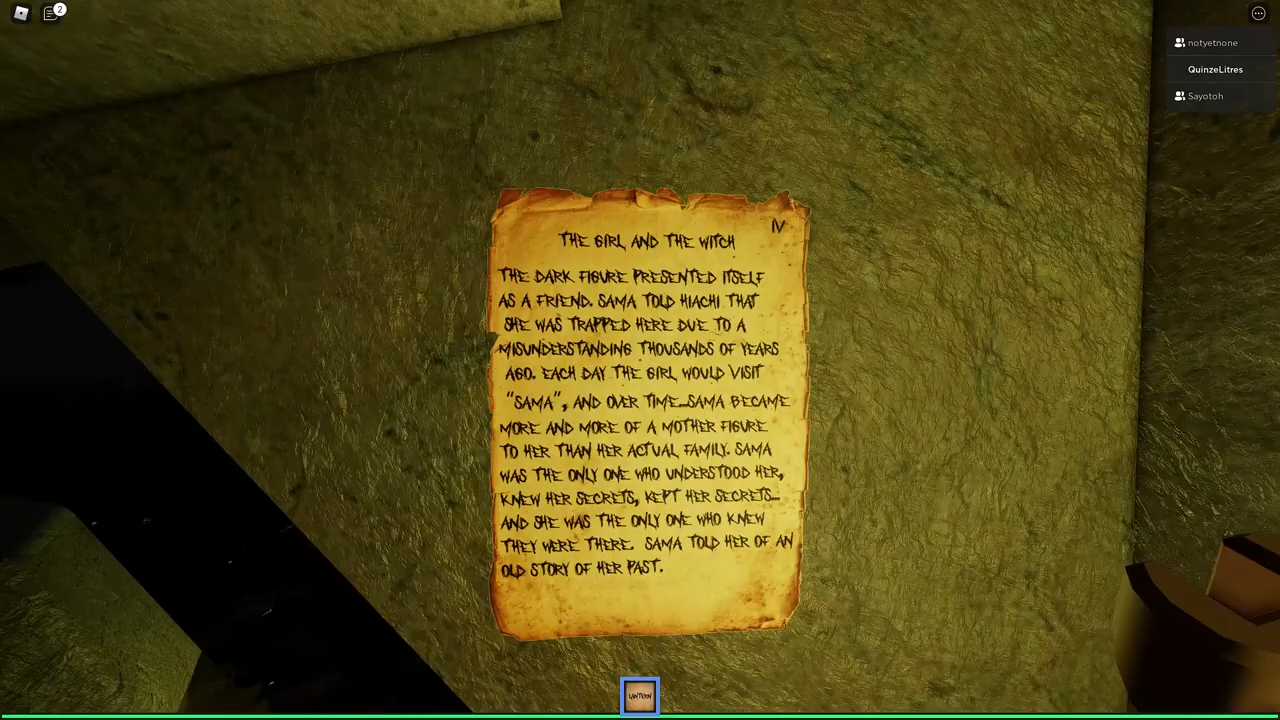 2
notyetnone
QuinzeLitres
Sayotoh
IV
THE GIRL AND THE WITCH
THE DARK FIGURE PRESENTED ITSELF
AS A FRIEND. SAMA TOLD HIACHI THAT
SHE WAS TRAPPED HERE DUE TO A
MISUNDERSTANDING THOUSANDS OF YEARS
AGO. EACH DAY THE GIRL WOULD VISIT
"SAMA", AND OVER TIME...SAMA BECAME
MORE AND MORE OF A MOTHER FIGURE
TO HER THAN HER ACTUAL FAMILY. SAMA
WAS THE ONLY ONE WHO UNDERSTOOD HER,
KNEW HER SECRETS, KEPT HER SECRETS...
AND SHE WAS THE ONLY ONE WHO KNEW
THEY WERE THERE. SAMA TOLD HER OF AN
OLD STORY OF HER PAST.
LANTERN